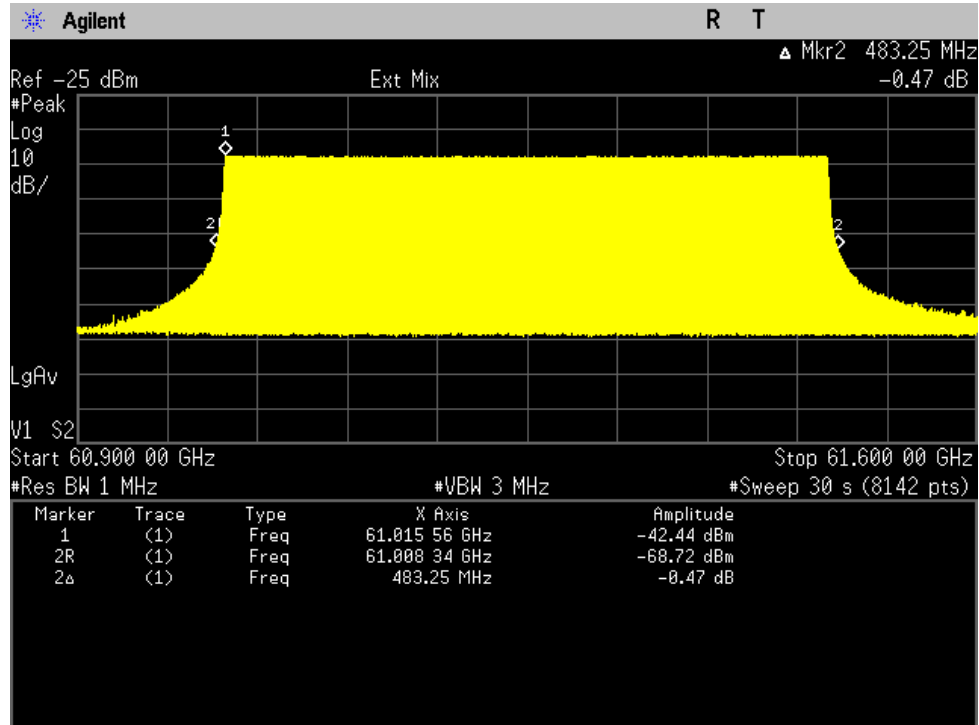 Agilent R T
Δ Mkr2 483.25 MHz
Ref −25 dBm Ext Mix −0.47 dB
#Peak
Log
10
dB/
1
2
2
LgAv
V1 S2
Start 60.900 00 GHz Stop 61.600 00 GHz
#Res BW 1 MHz #VBW 3 MHz #Sweep 30 s (8142 pts)
Marker Trace Type X Axis Amplitude
1 (1) Freq 61.015 56 GHz −42.44 dBm
2R (1) Freq 61.008 34 GHz −68.72 dBm
2Δ (1) Freq 483.25 MHz −0.47 dB